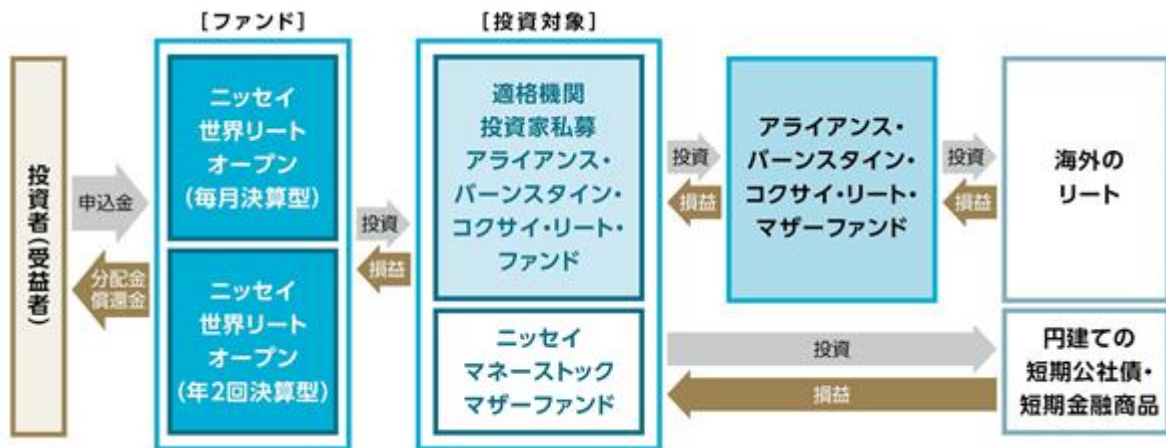 [ファンド]
[投資対象]
投資者(受益者)
申込金
分配金
償還金
ニッセイ
世界リート
オープン
(毎月決算型)
ニッセイ
世界リート
オープン
(年2回決算型)
投資
損益
適格機関
投資家私募
アライアンス・
バーンスタイン・
コクサイ・リート・
ファンド
ニッセイ
マネーストック
マザーファンド
投資
損益
アライアンス・
バーンスタイン・
コクサイ・リート・
マザーファンド
投資
損益
海外の
リート
投資
損益
円建ての
短期公社債・
短期金融商品